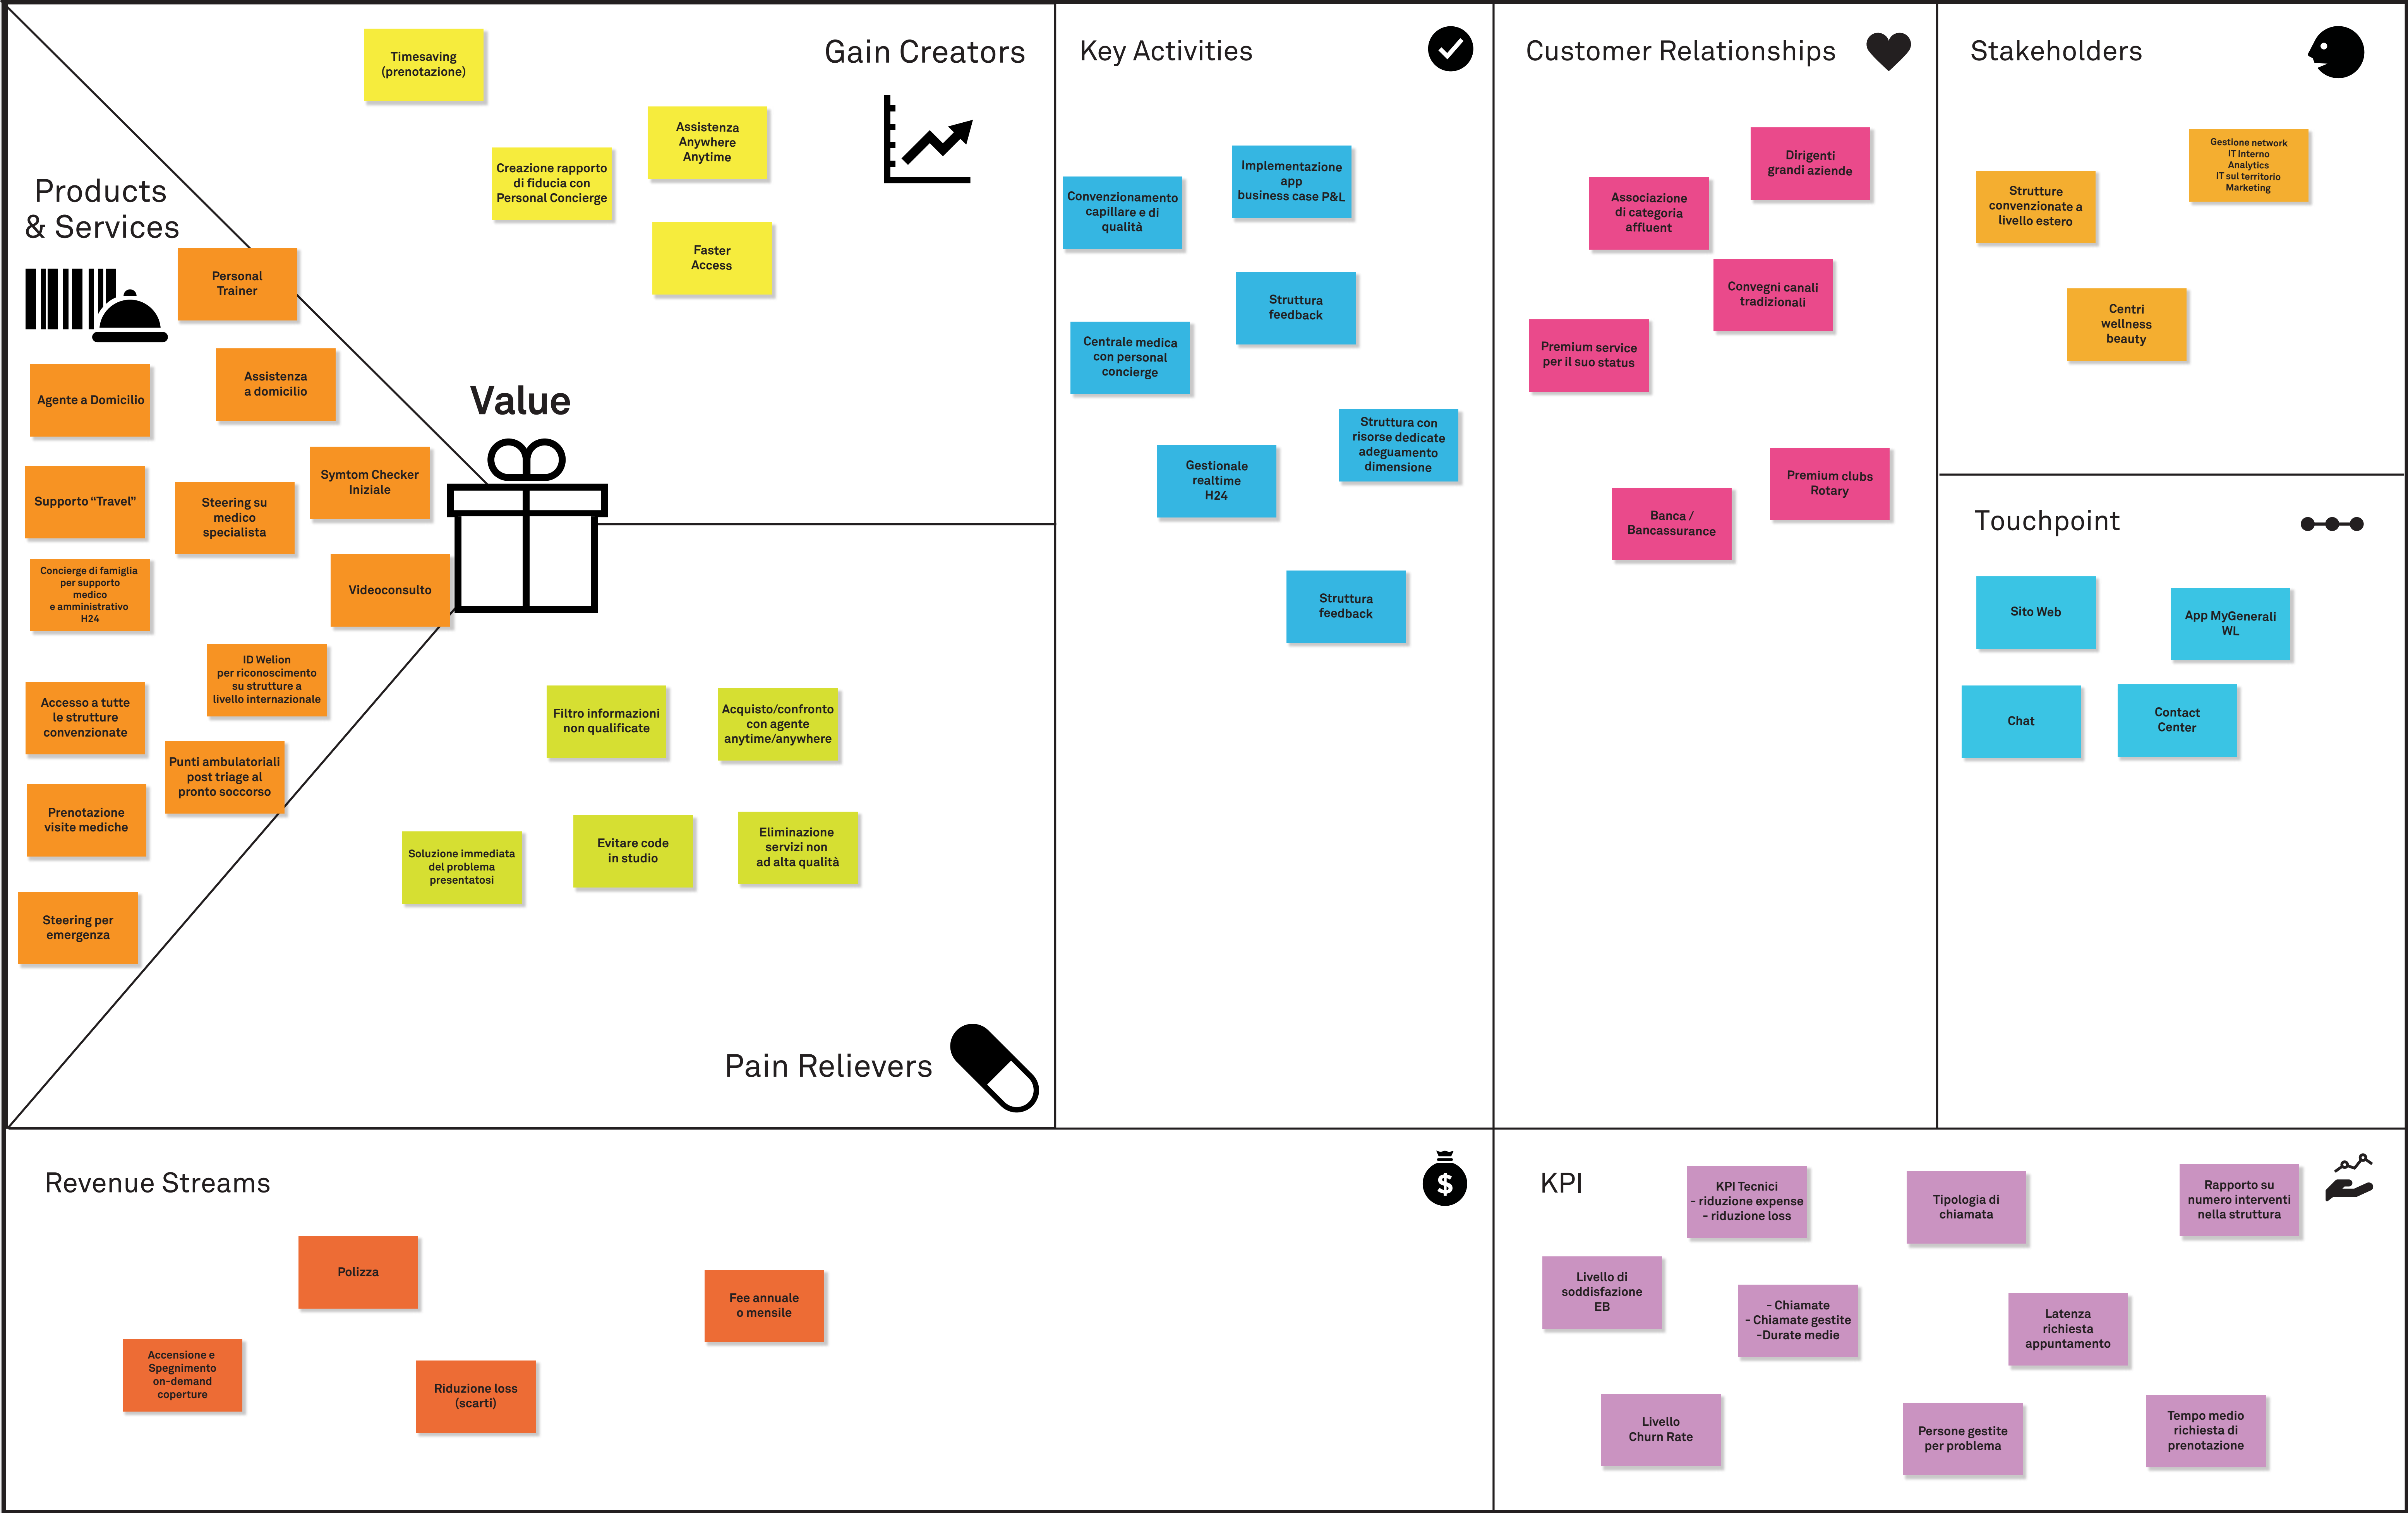 Products
& Services
Personal
Trainer
Agente a Domicilio
Assistenza
a domicilio
Symtom Checker
Iniziale
Supporto “Travel”
Steering su
medico
specialista
Concierge di famiglia
per supporto
medico
e amministrativo
H24
Videoconsulto
ID Welion
per riconoscimento
su strutture a
livello internazionale
Accesso a tutte
le strutture
convenzionate
Punti ambulatoriali
post triage al
pronto soccorso
Prenotazione
visite mediche
Steering per
emergenza
Value
Gain Creators
Timesaving
(prenotazione)
Assistenza
Anywhere
Anytime
Creazione rapporto
di fiducia con
Personal Concierge
Faster
Access
Filtro informazioni
non qualificate
Acquisto/confronto
con agente
anytime/anywhere
Soluzione immediata
del problema
presentatosi
Evitare code
in studio
Eliminazione
servizi non
ad alta qualità
Pain Relievers
Key Activities
Implementazione
app
business case P&L
Convenzionamento
capillare e di
qualità
Struttura
feedback
Centrale medica
con personal
concierge
Struttura con
risorse dedicate
adeguamento
dimensione
Gestionale
realtime
H24
Struttura
feedback
Customer Relationships
Dirigenti
grandi aziende
Associazione
di categoria
affluent
Convegni canali
tradizionali
Premium service
per il suo status
Premium clubs
Rotary
Banca /
Bancassurance
Stakeholders
Gestione network
IT Interno
Analytics
IT sul territorio
Marketing
Strutture
convenzionate a
livello estero
Centri
wellness
beauty
Touchpoint
Sito Web
App MyGenerali
WL
Chat
Contact
Center
Revenue Streams
$
Polizza
Fee annuale
o mensile
Accensione e
Spegnimento
on-demand
coperture
Riduzione loss
(scarti)
KPI
KPI Tecnici
- riduzione expense
- riduzione loss
Tipologia di
chiamata
Rapporto su
numero interventi
nella struttura
Livello di
soddisfazione
EB
- Chiamate
- Chiamate gestite
-Durate medie
Latenza
richiesta
appuntamento
Livello
Churn Rate
Persone gestite
per problema
Tempo medio
richiesta di
prenotazione